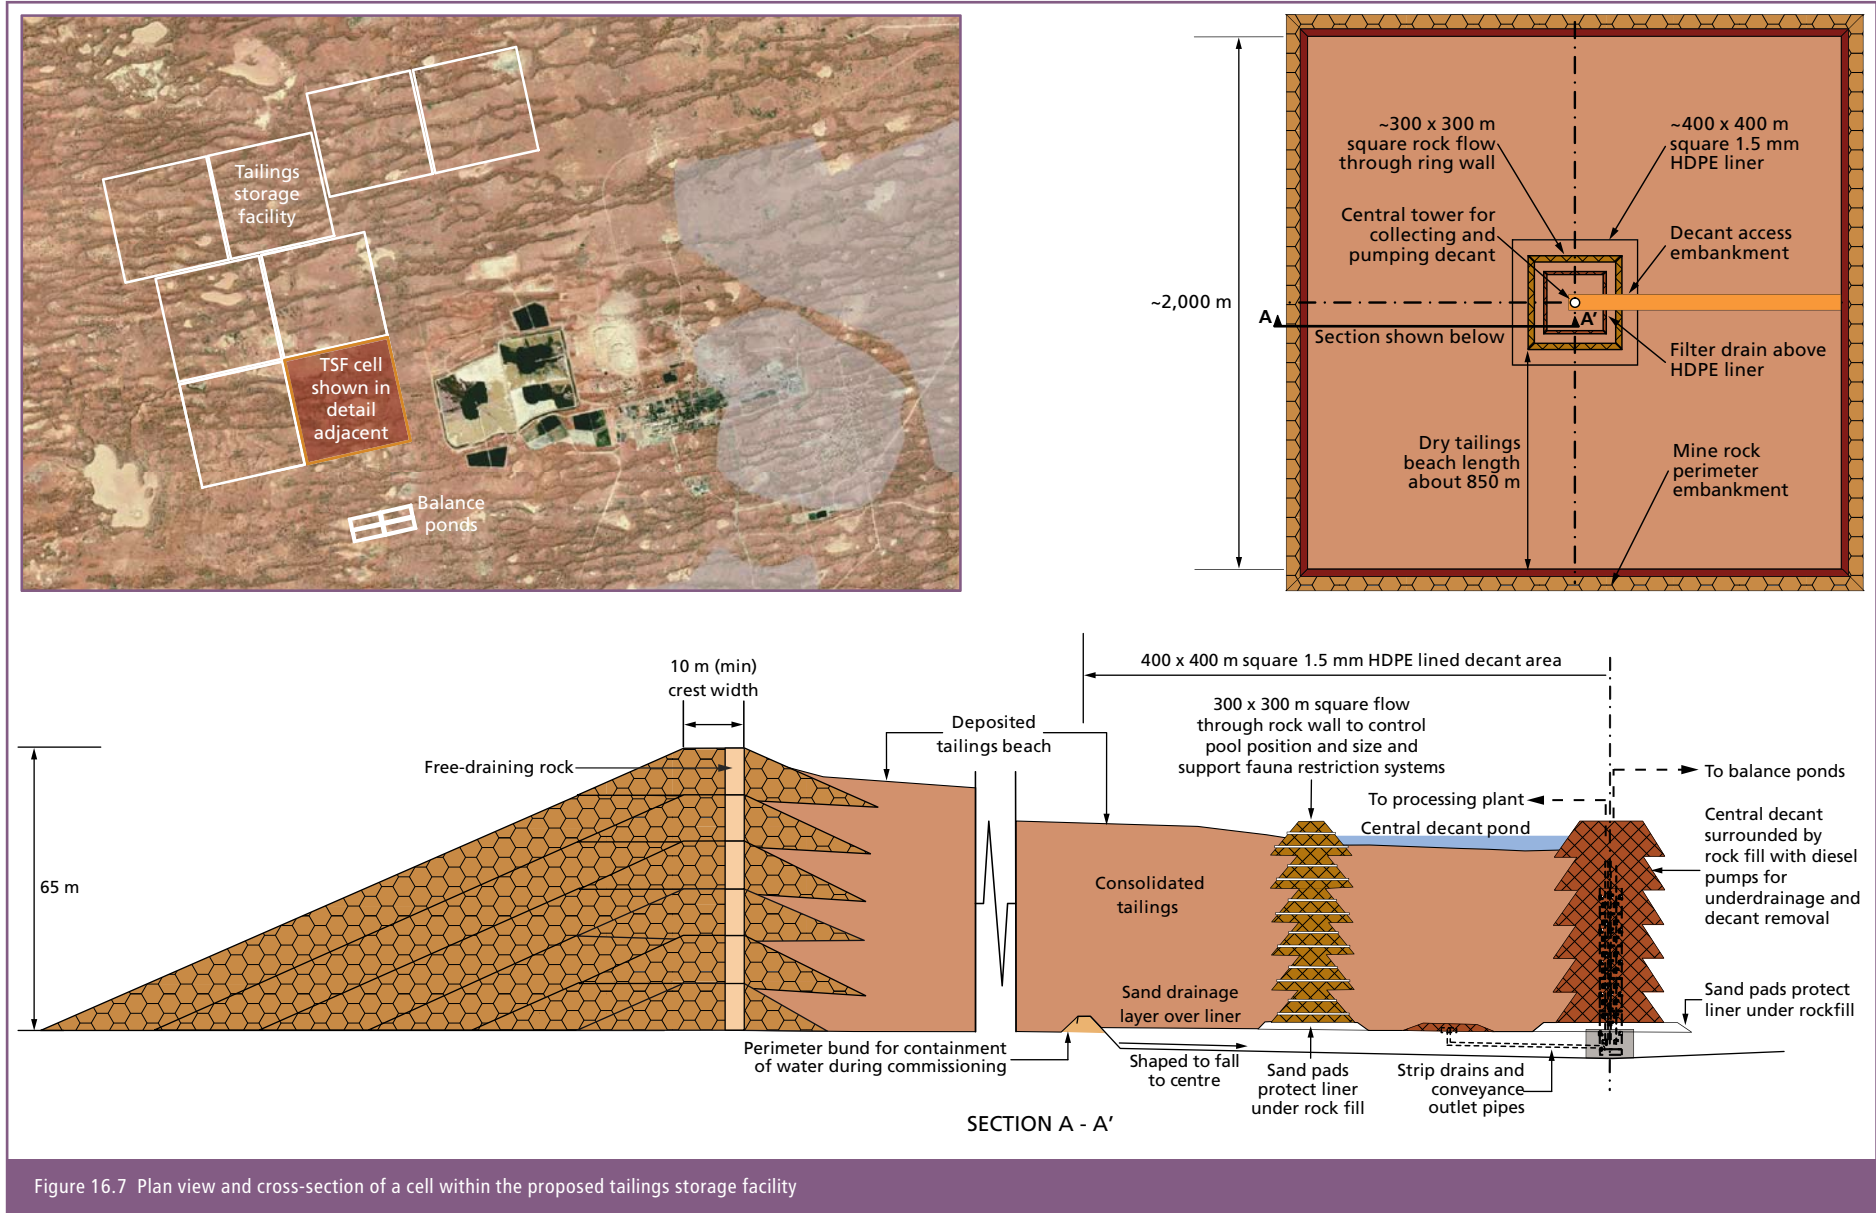 Tailings
storage
facility
TSF cell
shown in
detail
adjacent
Balance
ponds
~300 x 300 m
square rock flow
through ring wall
~400 x 400 m
square 1.5 mm
HDPE liner
Central tower for
collecting and
pumping decant
Decant access
embankment
~2,000 m
A
A’
Section shown below
Filter drain above
HDPE liner
Dry tailings
beach length
about 850 m
Mine rock
perimeter
embankment
10 m (min)
crest width
400 x 400 m square 1.5 mm HDPE lined decant area
Deposited
tailings beach
300 x 300 m square flow
through rock wall to control
pool position and size and
support fauna restriction systems
Free-draining rock
To balance ponds
To processing plant
Central decant pond
Central decant
surrounded by
rock fill with diesel
pumps for
underdrainage and
decant removal
65 m
Consolidated
tailings
Sand drainage
layer over liner
Sand pads protect
liner under rockfill
Perimeter bund for containment
of water during commissioning
Shaped to fall
to centre
Sand pads
protect liner
under rock fill
Strip drains and
conveyance
outlet pipes
SECTION A - A’
Figure 16.7 Plan view and cross-section of a cell within the proposed tailings storage facility